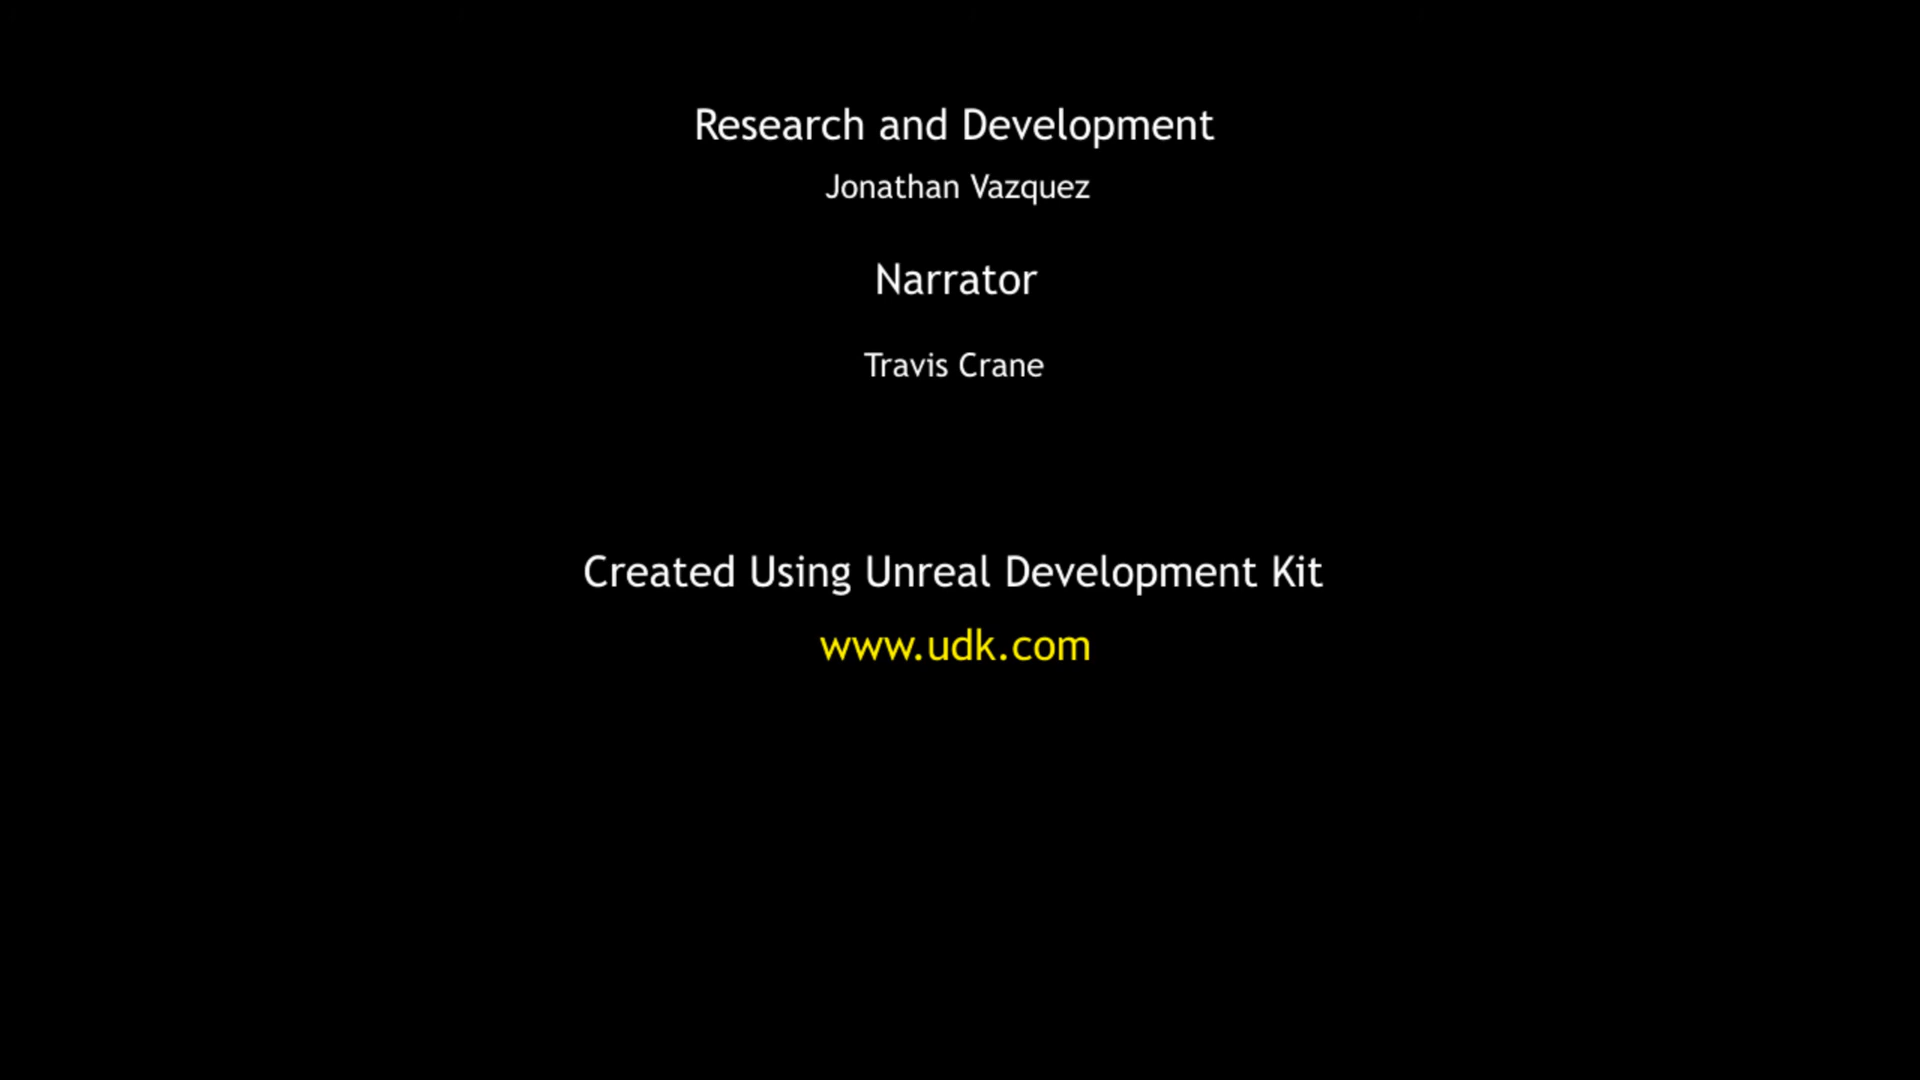 Research and Development
Jonathan Vazquez
Narrator
Travis Crane
Created Using Unreal Development Kit
www.udk.com